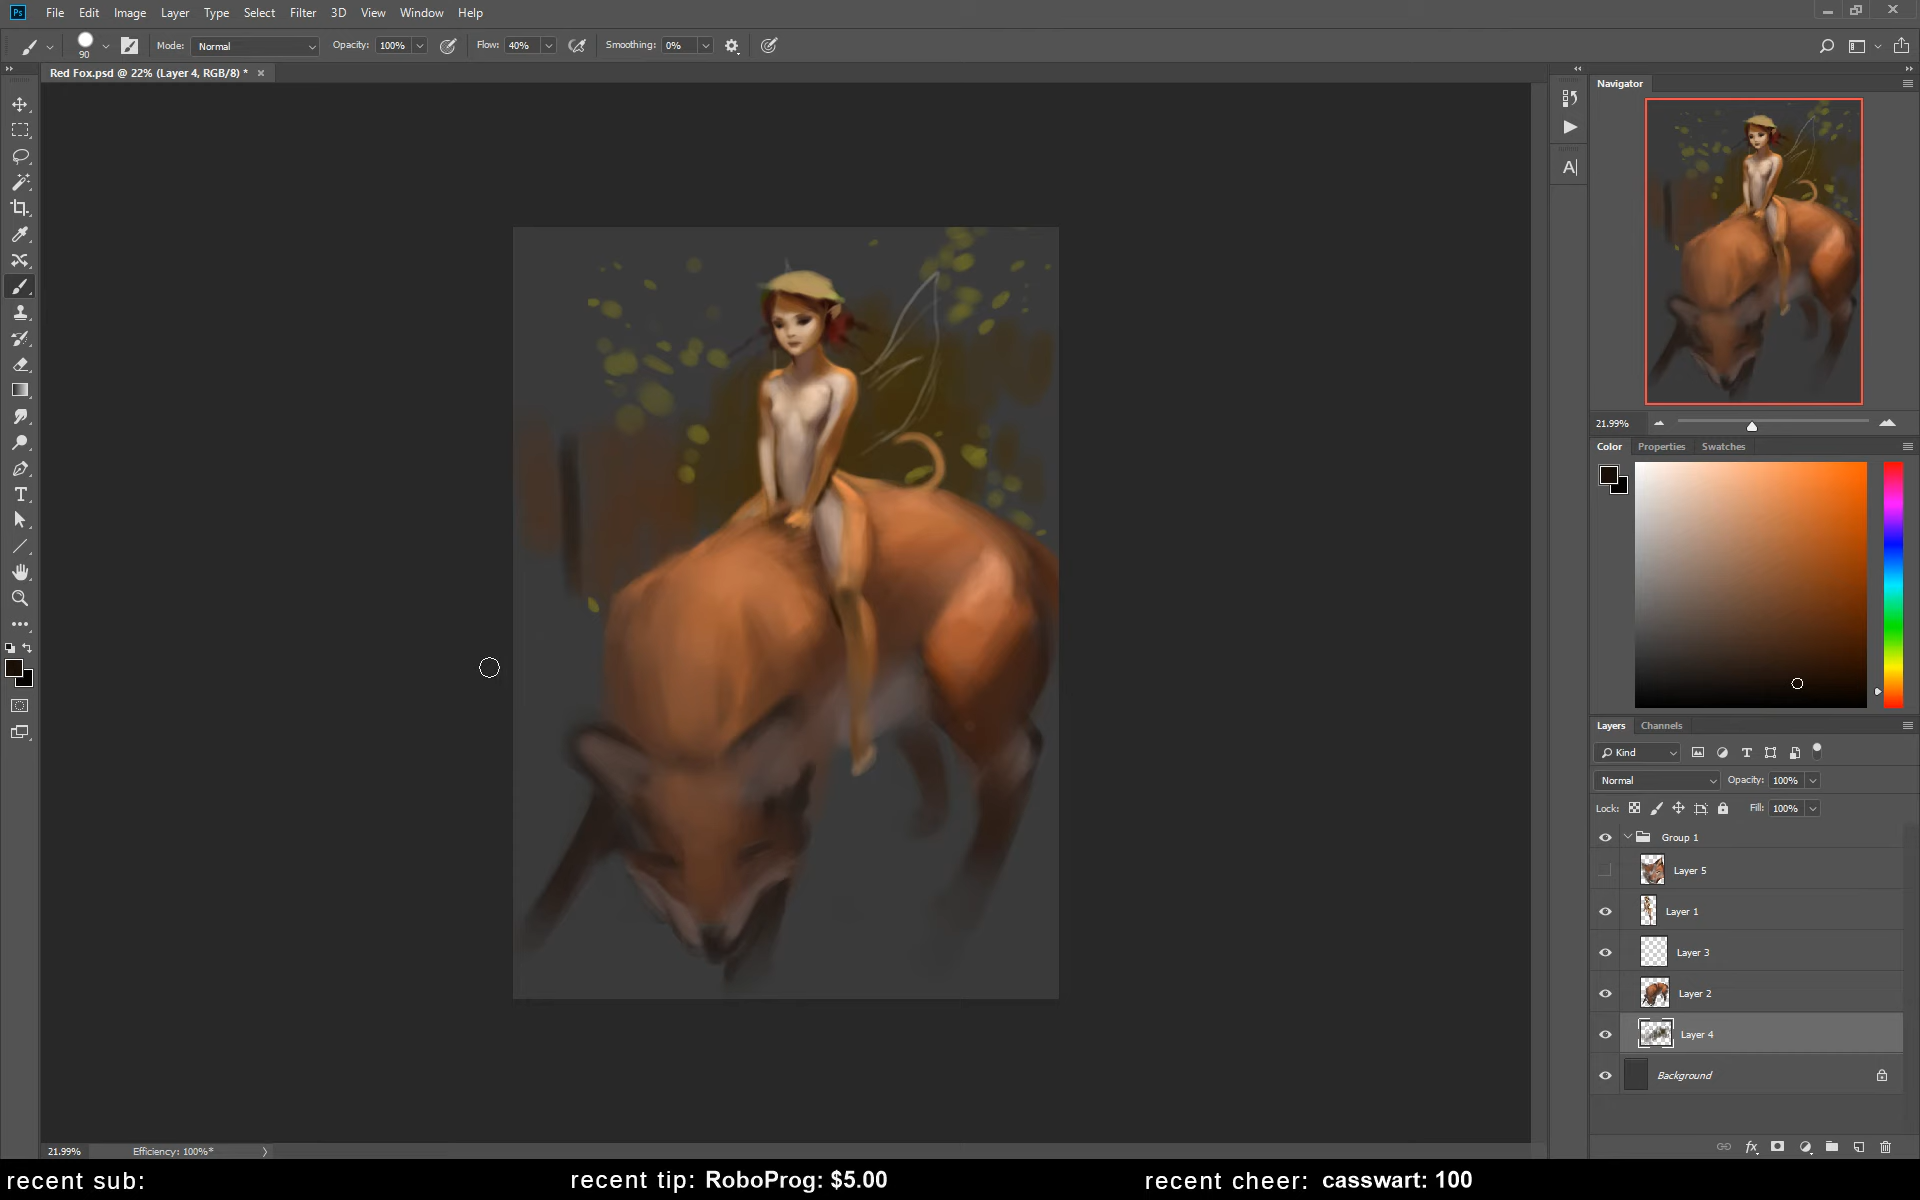 Ps File Edit Image Layer Type Select Filter 3D View Window Help
90 Mode: Normal Opacity: 100% Flow: 40% Smoothing: 0%
Red Fox.psd @ 22% (Layer 4, RGB/8) *
Navigator
A
21.99%
Color Properties Swatches
T
Layers Channels
Kind
T
Normal Opacity: 100%
Lock: Fill: 100%
Group 1
Layer 5
Layer 1
Layer 3
Layer 2
Layer 4
Background
fx
21.99% Efficiency: 100%*
recent sub: recent tip: RoboProg: $5.00 recent cheer: casswart: 100